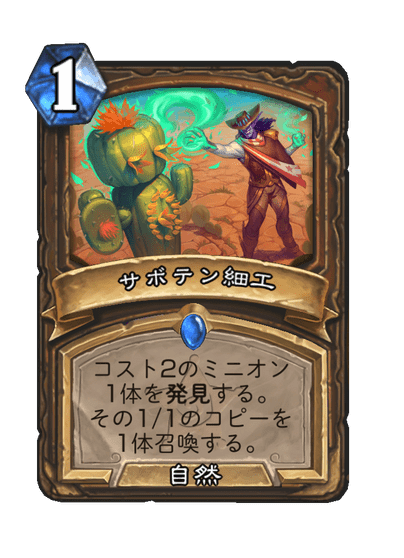 1
サボテン細工
コスト2のミニオン
1体を発見する。
その1/1のコピーを
1体召喚する。
自然